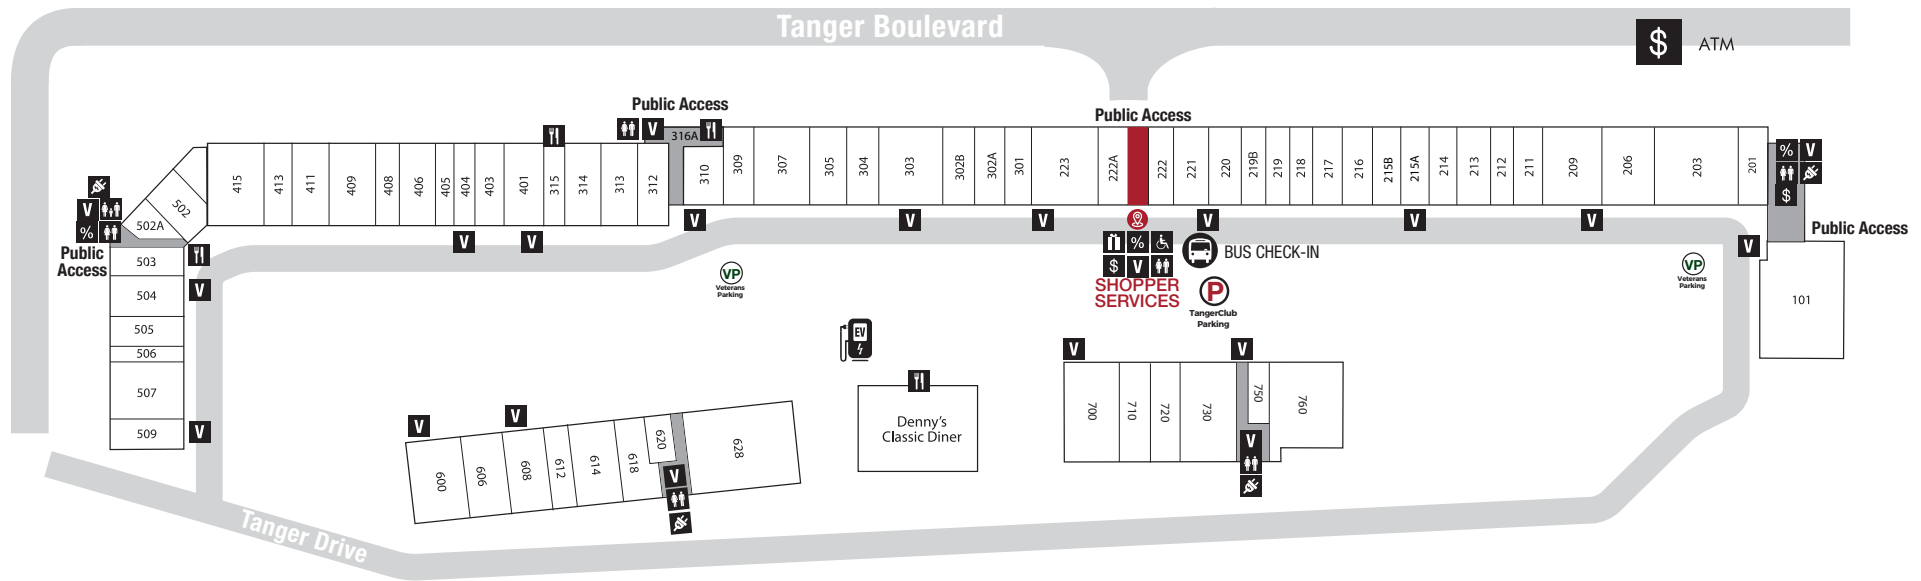 Tanger Boulevard
$ ATM
Public Access
Public Access
V 316A
415 413 411 409 408 406 405 404 403 401 315 314 313 312 310 309 307 305 304 303 302B 302A 301 223 222A 222 221 220 219B 219 218 217 216 215B 215A 214 213 212 211 209 206 203 201
% V
$
Public Access
502
502A
V
%
Public
Access
503
504
505
506
507
509
V
V
V V
V V V V V V V
% 
$ V
SHOPPER
SERVICES
BUS CHECK-IN
P
TangerClub
Parking
VP
Veterans
Parking
VP
Veterans
Parking
101
EV
Denny's
Classic Diner
V V
700 710 720 730 750 760
V
V V
600 606 608 612 614 618 620 628
V
Tanger Drive